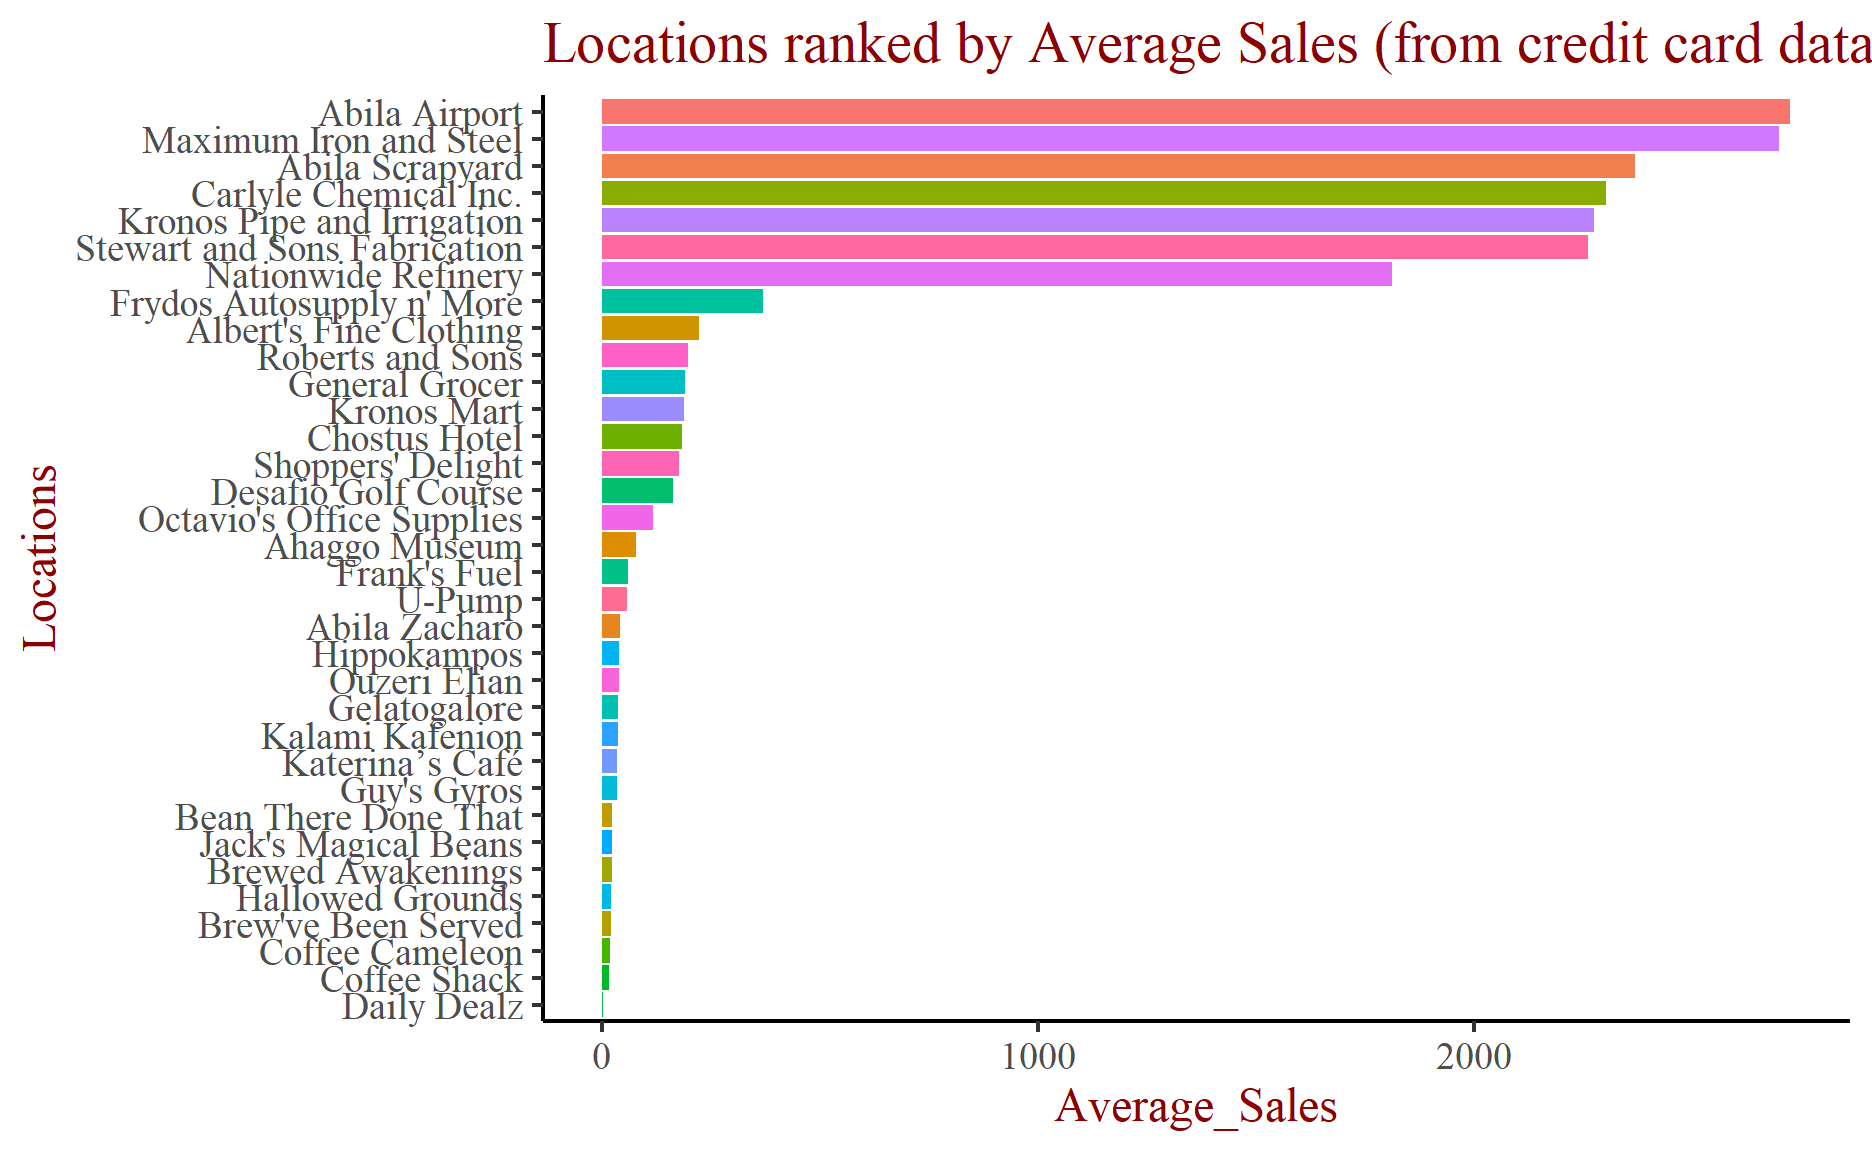 Locations ranked by Average Sales (from credit card data
Abila Airport
Maximum Iron and Steel
Abila Scrapyard
Carlyle Chemical Inc.
Kronos Pipe and Irrigation
Stewart and Sons Fabrication
Nationwide Refinery
Frydos Autosupply n' More
Albert's Fine Clothing
Roberts and Sons
General Grocer
Kronos Mart
Chostus Hotel
Shoppers' Delight
Desafio Golf Course
Octavio's Office Supplies
Ahaggo Museum
Frank's Fuel
U-Pump
Abila Zacharo
Hippokampos
Ouzeri Elian
Gelatogalore
Kalami Kafenion
Katerina’s Café
Guy's Gyros
Bean There Done That
Jack's Magical Beans
Brewed Awakenings
Hallowed Grounds
Brew've Been Served
Coffee Cameleon
Coffee Shack
Daily Dealz
Locations
0 1000 2000
Average_Sales